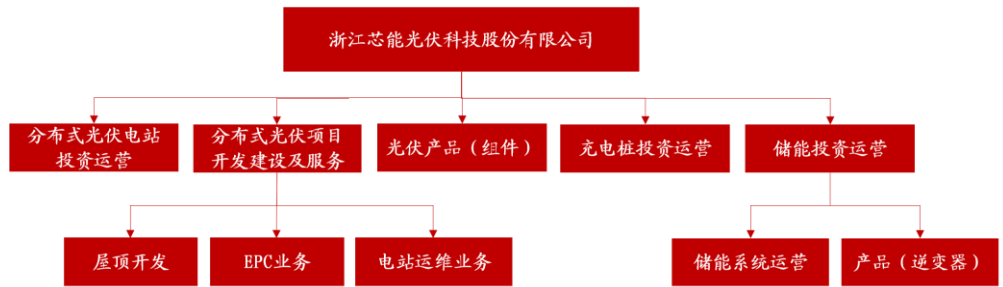 浙江芯能光伏科技股份有限公司
分布式光伏电站
投资运营
分布式光伏项目
开发建设及服务
光伏产品（组件）
充电桩投资运营
储能投资运营
屋顶开发
EPC业务
电站运维业务
储能系统运营
产品（逆变器）